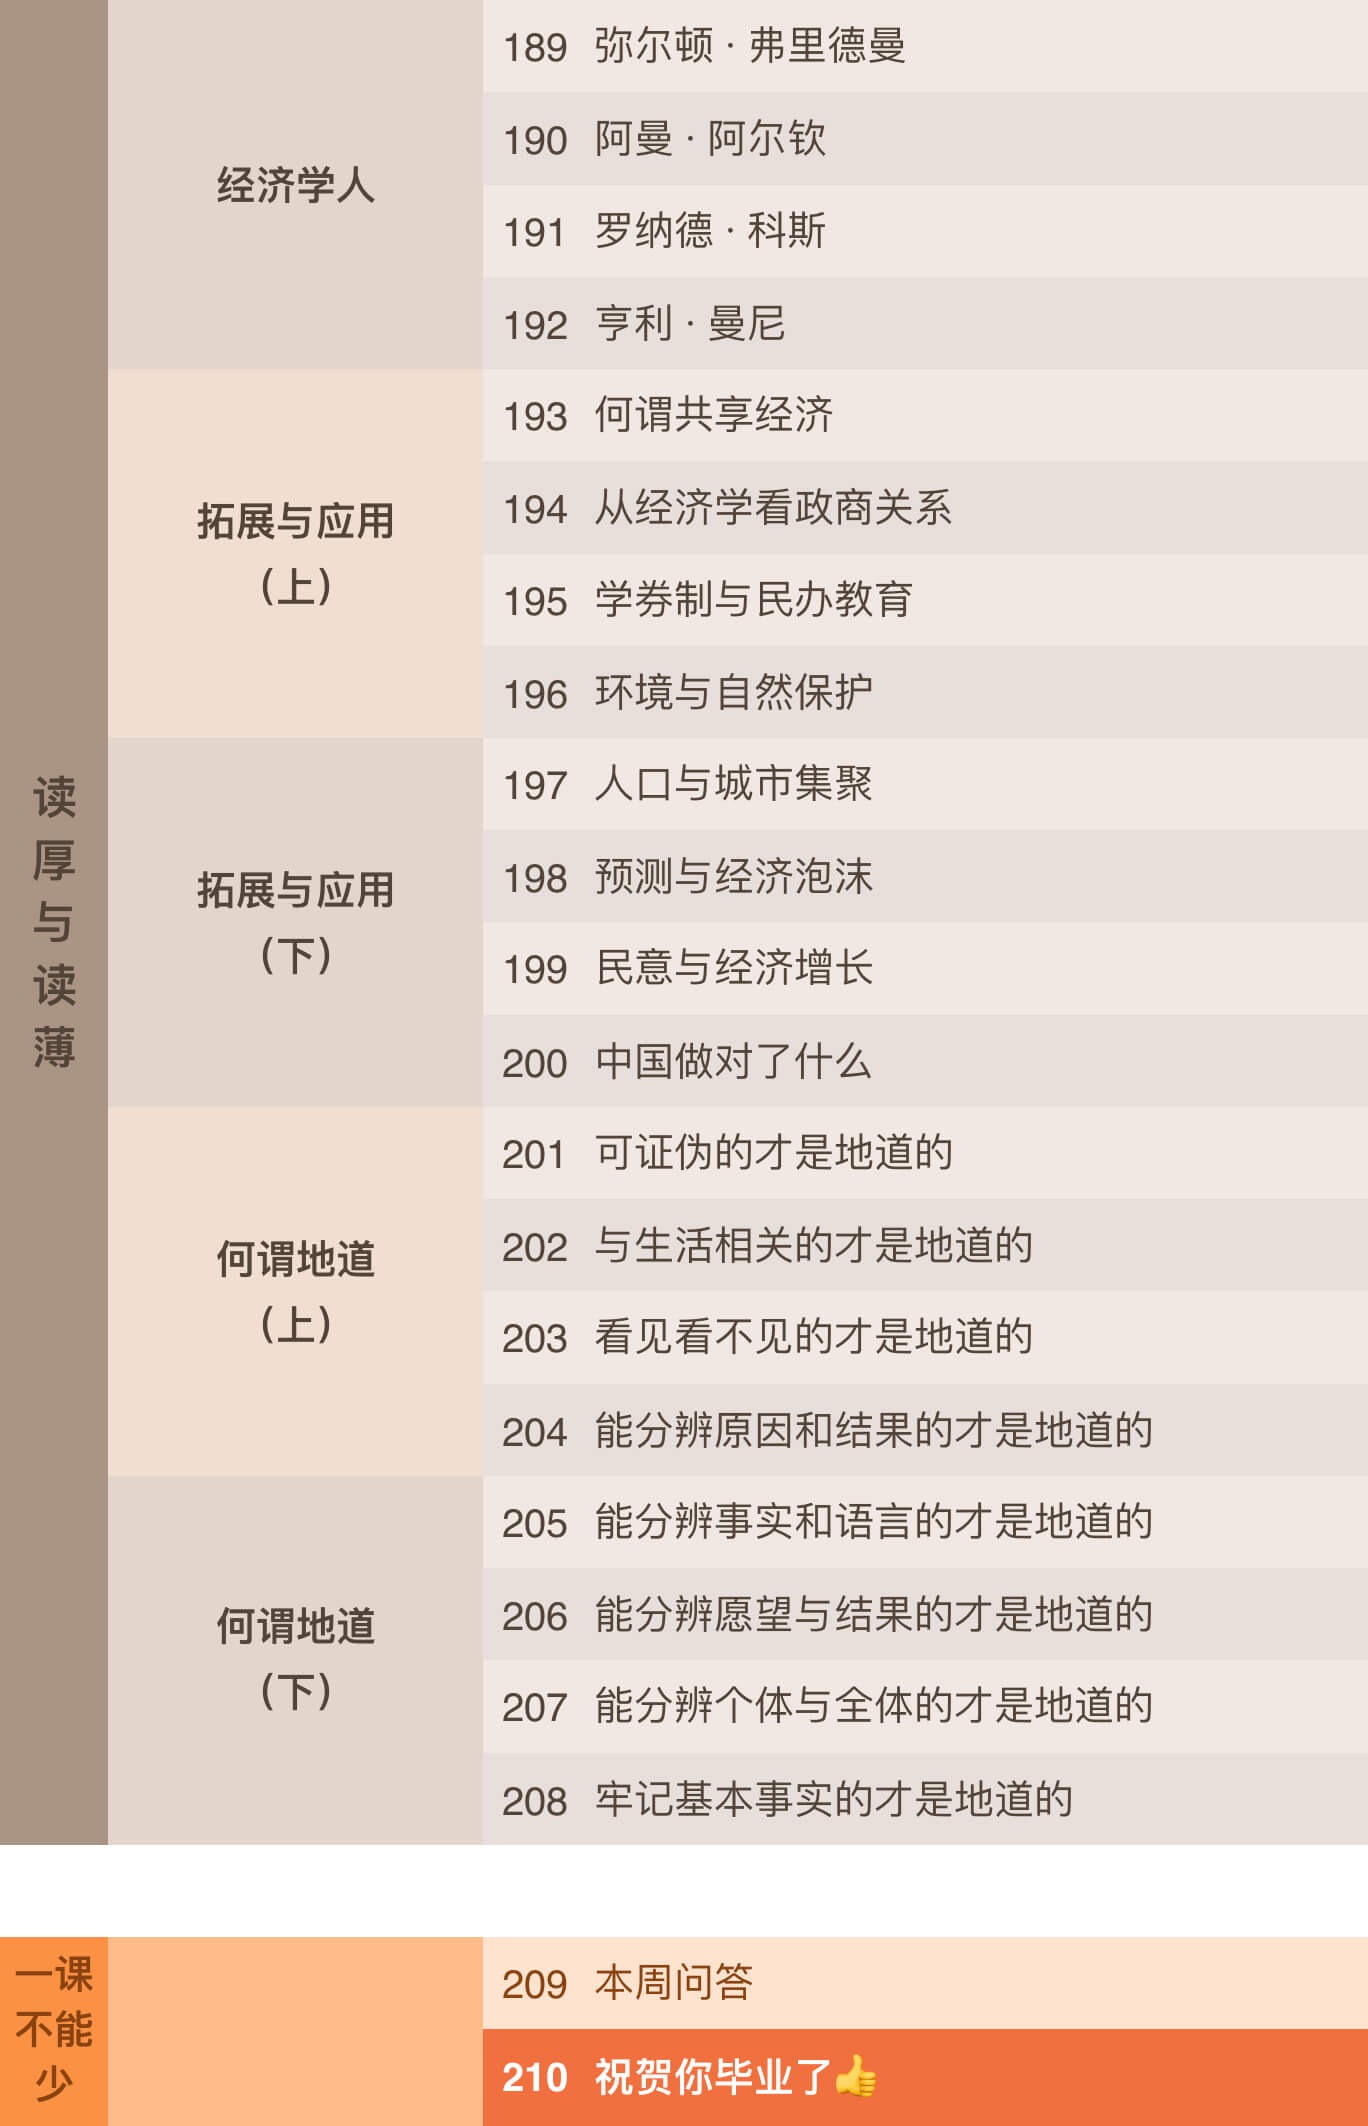 读厚与读薄
经济学人
189 弥尔顿 · 弗里德曼
190 阿曼 · 阿尔钦
191 罗纳德 · 科斯
192 亨利 · 曼尼
拓展与应用
（上）
193 何谓共享经济
194 从经济学看政商关系
195 学券制与民办教育
196 环境与自然保护
拓展与应用
（下）
197 人口与城市集聚
198 预测与经济泡沫
199 民意与经济增长
200 中国做对了什么
何谓地道
（上）
201 可证伪的才是地道的
202 与生活相关的才是地道的
203 看见看不见的才是地道的
204 能分辨原因和结果的才是地道的
何谓地道
（下）
205 能分辨事实和语言的才是地道的
206 能分辨愿望与结果的才是地道的
207 能分辨个体与全体的才是地道的
208 牢记基本事实的才是地道的
一课
不能
少
209 本周问答
210 祝贺你毕业了👍